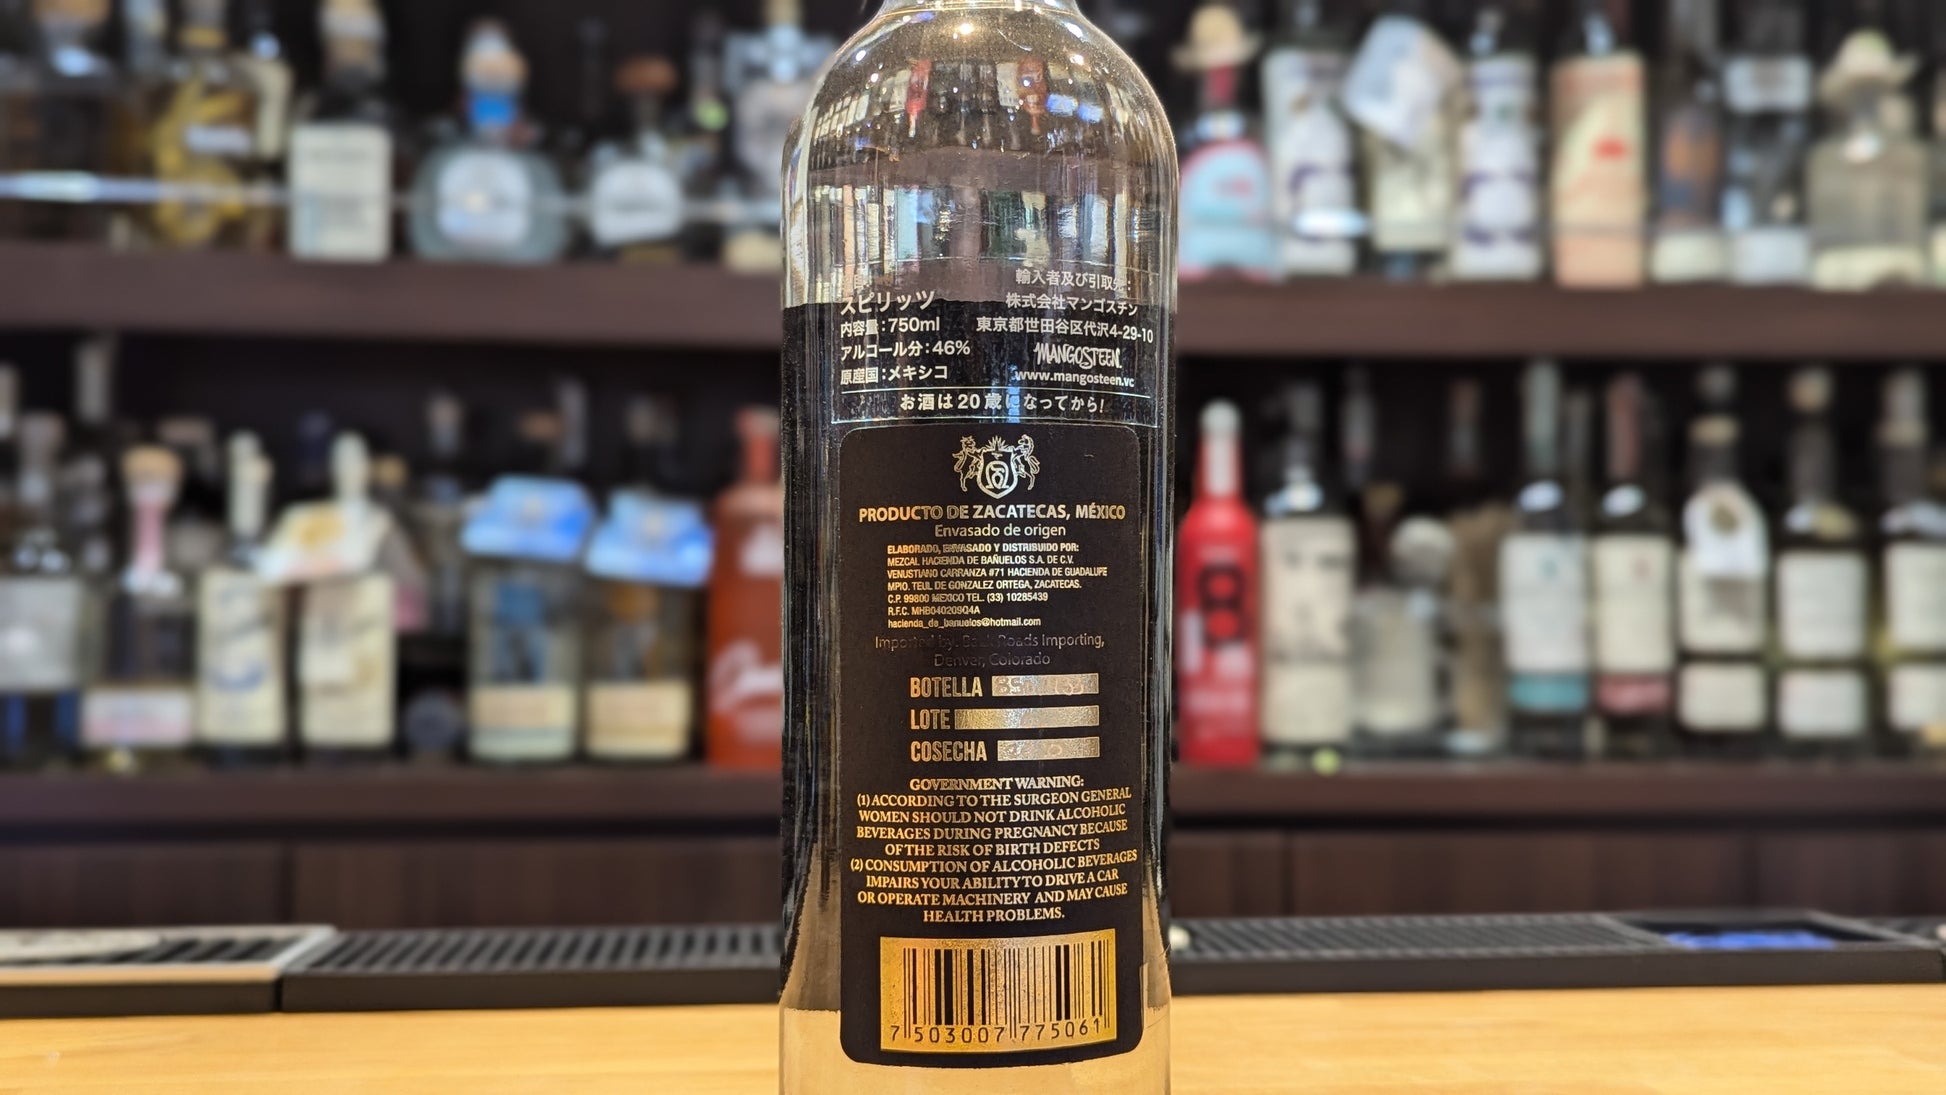 スピリッツ
内容量:750ml
アルコール分:46%
原産国:メキシコ
輸入者及び引取先:
株式会社マンゴスチン
東京都世田谷区代沢4-29-10
MANGOSTEEN
www.mangosteen.vc
お酒は20歳になってから!
PRODUCTO DE ZACATECAS, MÉXICO
Envasado de origen
ELABORADO, ENVASADO Y DISTRIBUIDO POR:
MEZCAL HACIENDA DE BAÑUELOS S.A. DE C.V.
VENUSTIANO CARRANZA #71 HACIENDA DE GUADALUPE
MPIO. TEUL DE GONZALEZ ORTEGA, ZACATECAS.
C.P. 99800 MEXICO TEL. (33) 10285439
R.F.C. MHB040209Q4A
hacienda_de_banuelos@hotmail.com
Imported by: Back Roads Importing,
Denver, Colorado
BOTELLA
LOTE
COSECHA
GOVERNMENT WARNING:
(1) ACCORDING TO THE SURGEON GENERAL
WOMEN SHOULD NOT DRINK ALCOHOLIC
BEVERAGES DURING PREGNANCY BECAUSE
OF THE RISK OF BIRTH DEFECTS
(2) CONSUMPTION OF ALCOHOLIC BEVERAGES
IMPAIRS YOUR ABILITY TO DRIVE A CAR
OR OPERATE MACHINERY AND MAY CAUSE
HEALTH PROBLEMS.
7 503007 775061